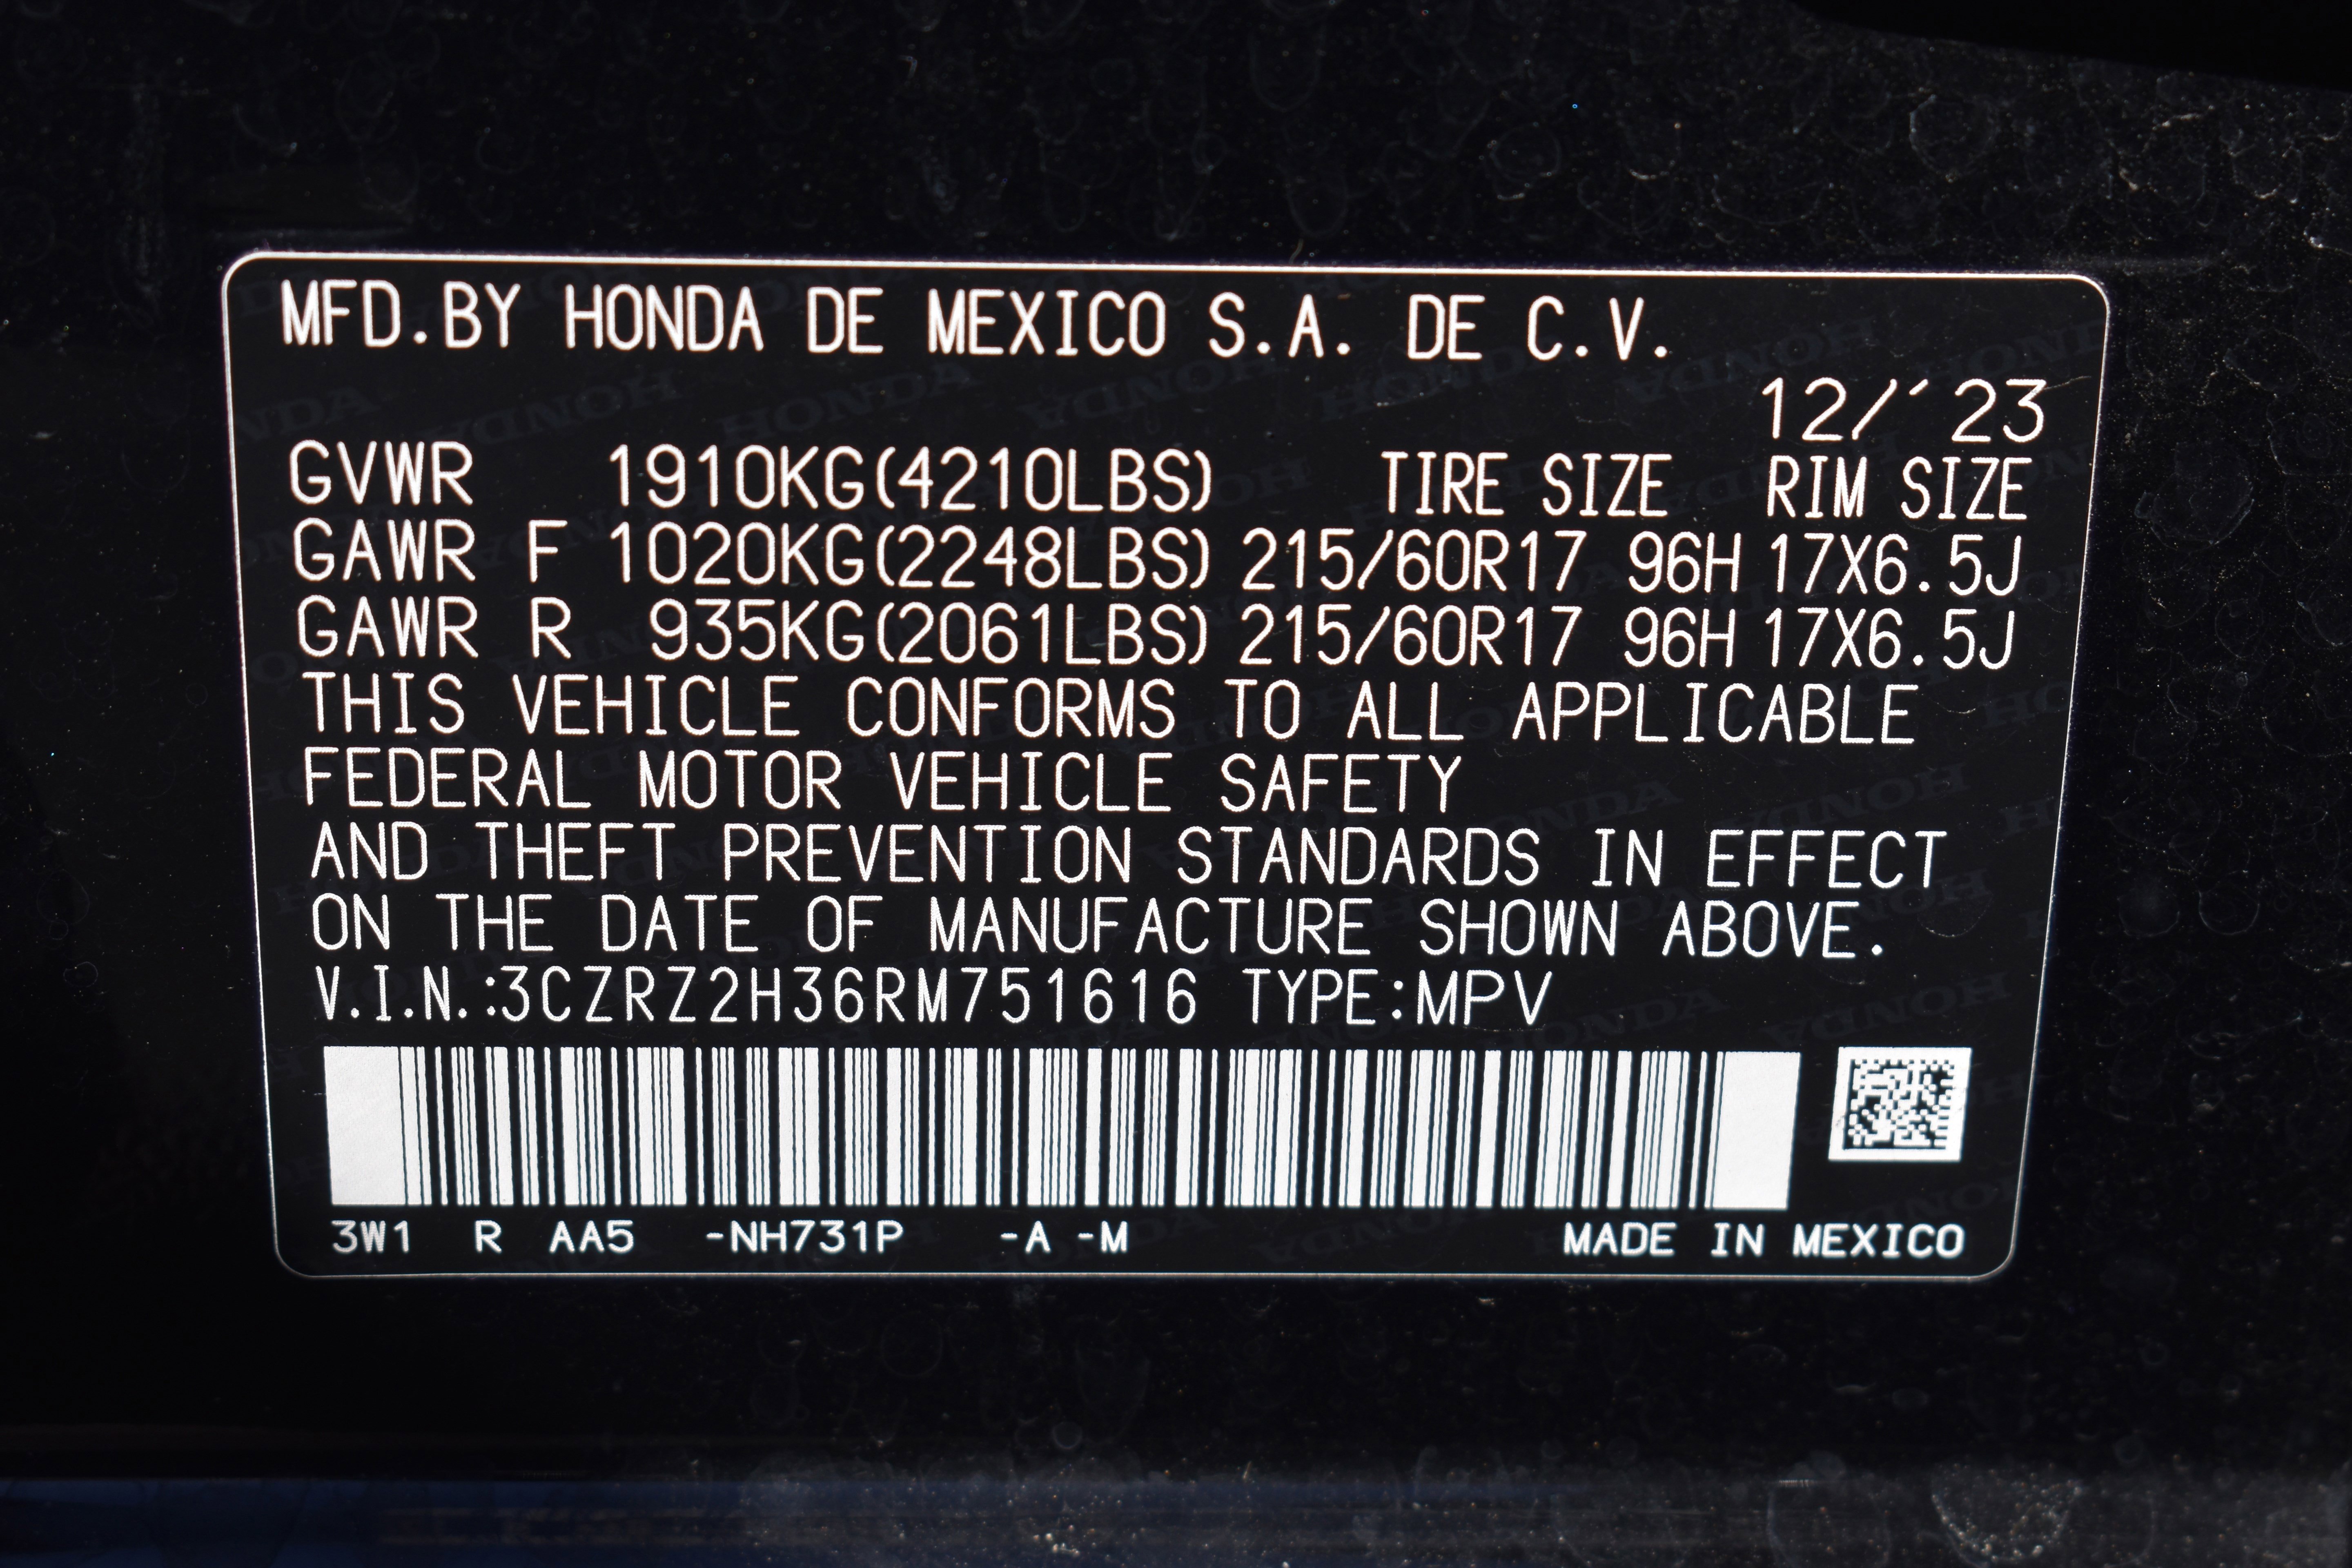 MFD.BY HONDA DE MEXICO S.A. DE C.V.
12/´23
GVWR 1910KG(4210LBS) TIRE SIZE RIM SIZE
GAWR F 1020KG(2248LBS) 215/60R17 96H 17X6.5J
GAWR R 935KG(2061LBS) 215/60R17 96H 17X6.5J
THIS VEHICLE CONFORMS TO ALL APPLICABLE
FEDERAL MOTOR VEHICLE SAFETY
AND THEFT PREVENTION STANDARDS IN EFFECT
ON THE DATE OF MANUFACTURE SHOWN ABOVE.
V.I.N.:3CZRZ2H36RM751616 TYPE:MPV
3W1 R AA5 -NH731P -A -M MADE IN MEXICO